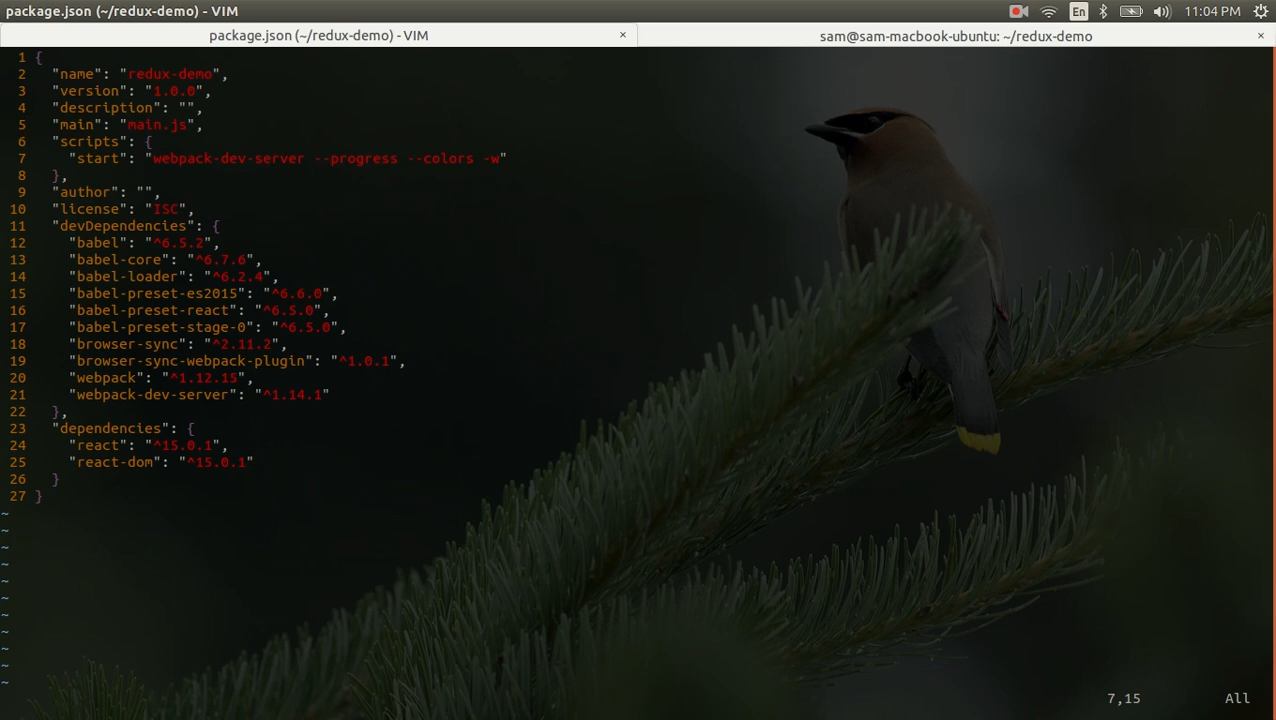 package.json (~/redux-demo) - VIM
En
11:04 PM
package.json (~/redux-demo) - VIM ×
sam@sam-macbook-ubuntu: ~/redux-demo ×
1 {
2   "name": "redux-demo",
3   "version": "1.0.0",
4   "description": "",
5   "main": "main.js",
6   "scripts": {
7     "start": "webpack-dev-server --progress --colors -w"
8   },
9   "author": "",
10   "license": "ISC",
11   "devDependencies": {
12     "babel": "^6.5.2",
13     "babel-core": "^6.7.6",
14     "babel-loader": "^6.2.4",
15     "babel-preset-es2015": "^6.6.0",
16     "babel-preset-react": "^6.5.0",
17     "babel-preset-stage-0": "^6.5.0",
18     "browser-sync": "^2.11.2",
19     "browser-sync-webpack-plugin": "^1.0.1",
20     "webpack": "^1.12.15",
21     "webpack-dev-server": "^1.14.1"
22   },
23   "dependencies": {
24     "react": "^15.0.1",
25     "react-dom": "^15.0.1"
26   }
27 }
~
~
~
~
~
~
~
~
~
~
~
7,15 All